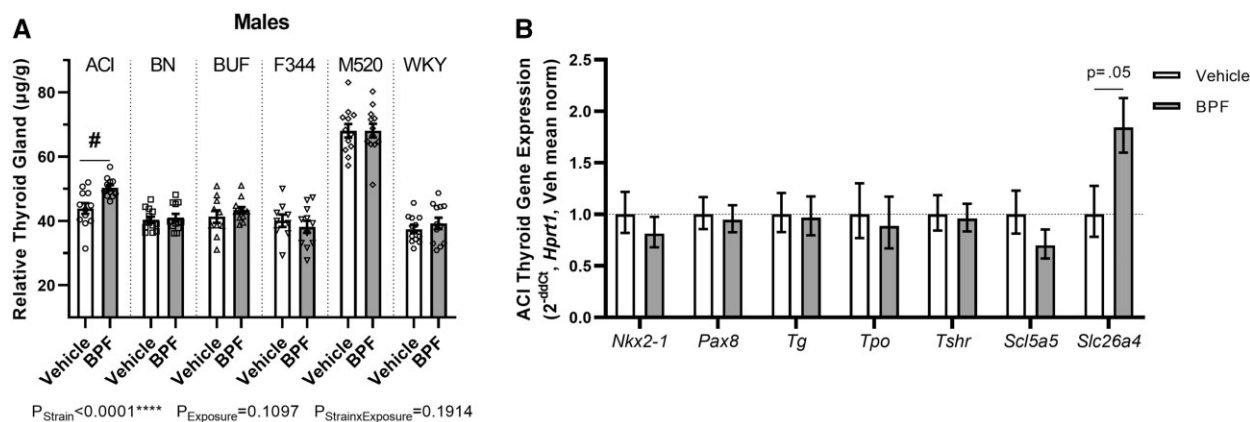 Males
A
ACI BN BUF F344 M520 WKY
Relative Thyroid Gland (µg/g)
80
60
40
20
#
Vehicle BPF Vehicle BPF Vehicle BPF Vehicle BPF Vehicle BPF Vehicle BPF
PStrain<0.0001**** PExposure=0.1097 PStrainxExposure=0.1914
B
ACI Thyroid Gene Expression
(2-ddCt, Hprt1, Veh mean norm)
2.5
2.0
1.5
1.0
0.5
0.0
p=.05
Nkx2-1 Pax8 Tg Tpo Tshr Scl5a5 Slc26a4
Vehicle
BPF